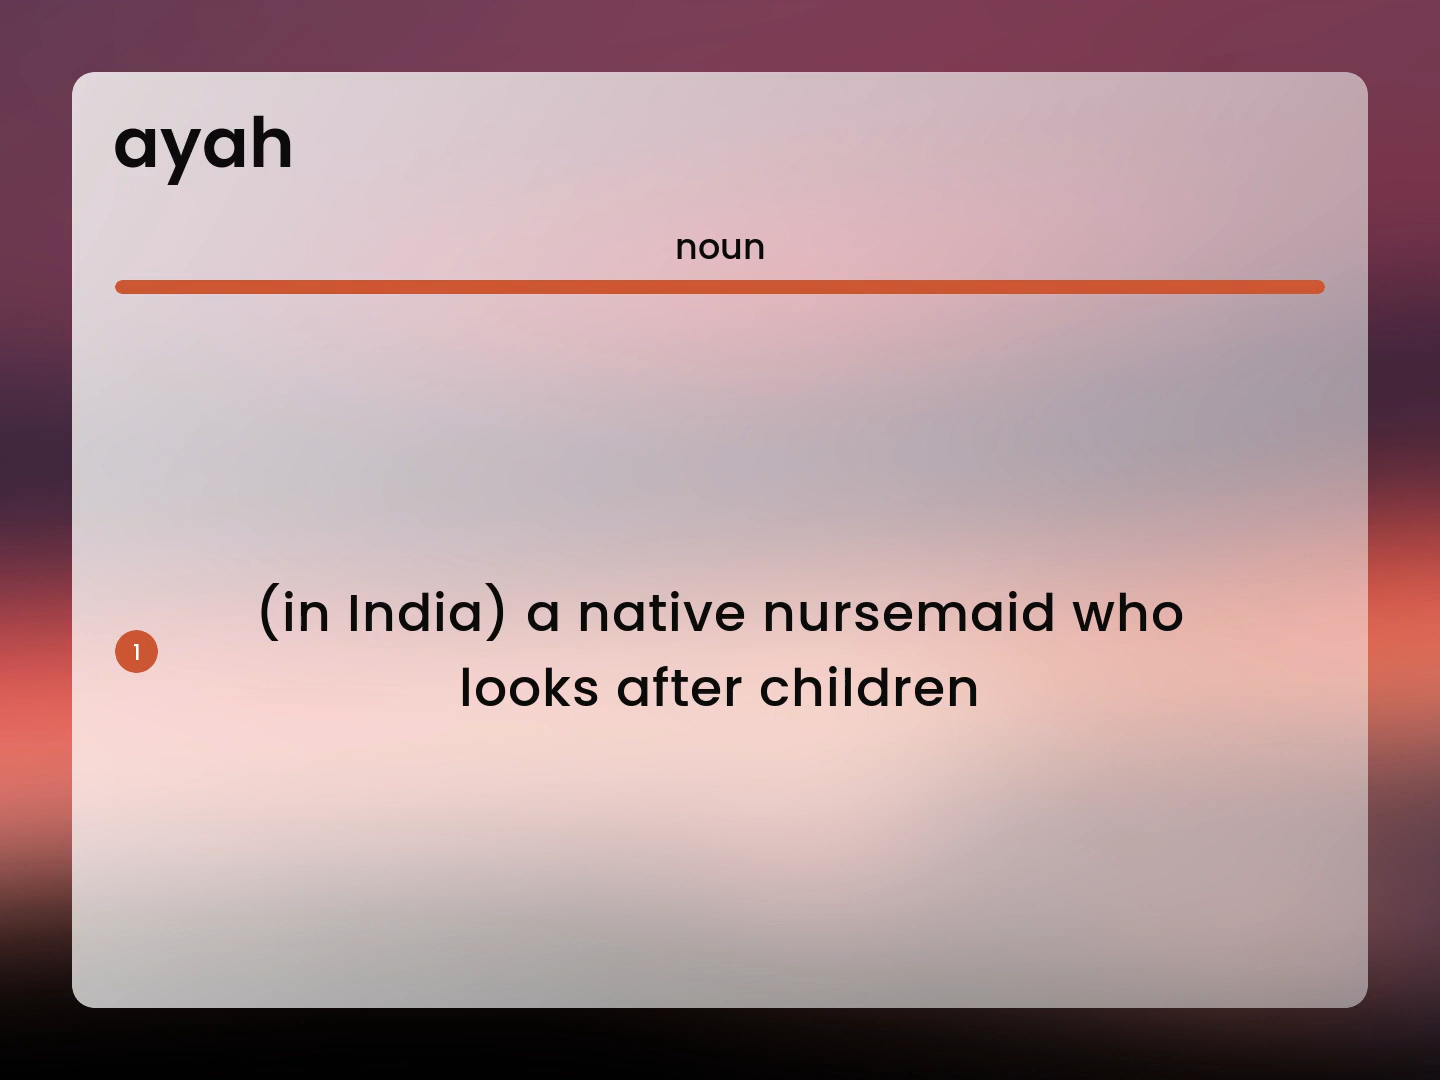 ayah
noun
1
(in India) a native nursemaid who
looks after children